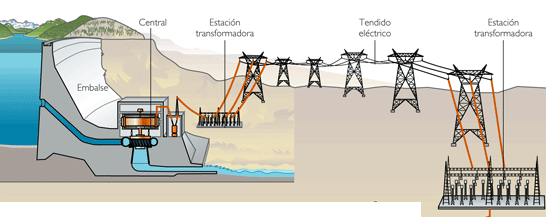 Central
Estación
transformadora
Tendido
eléctrico
Estación
transformadora
Embalse